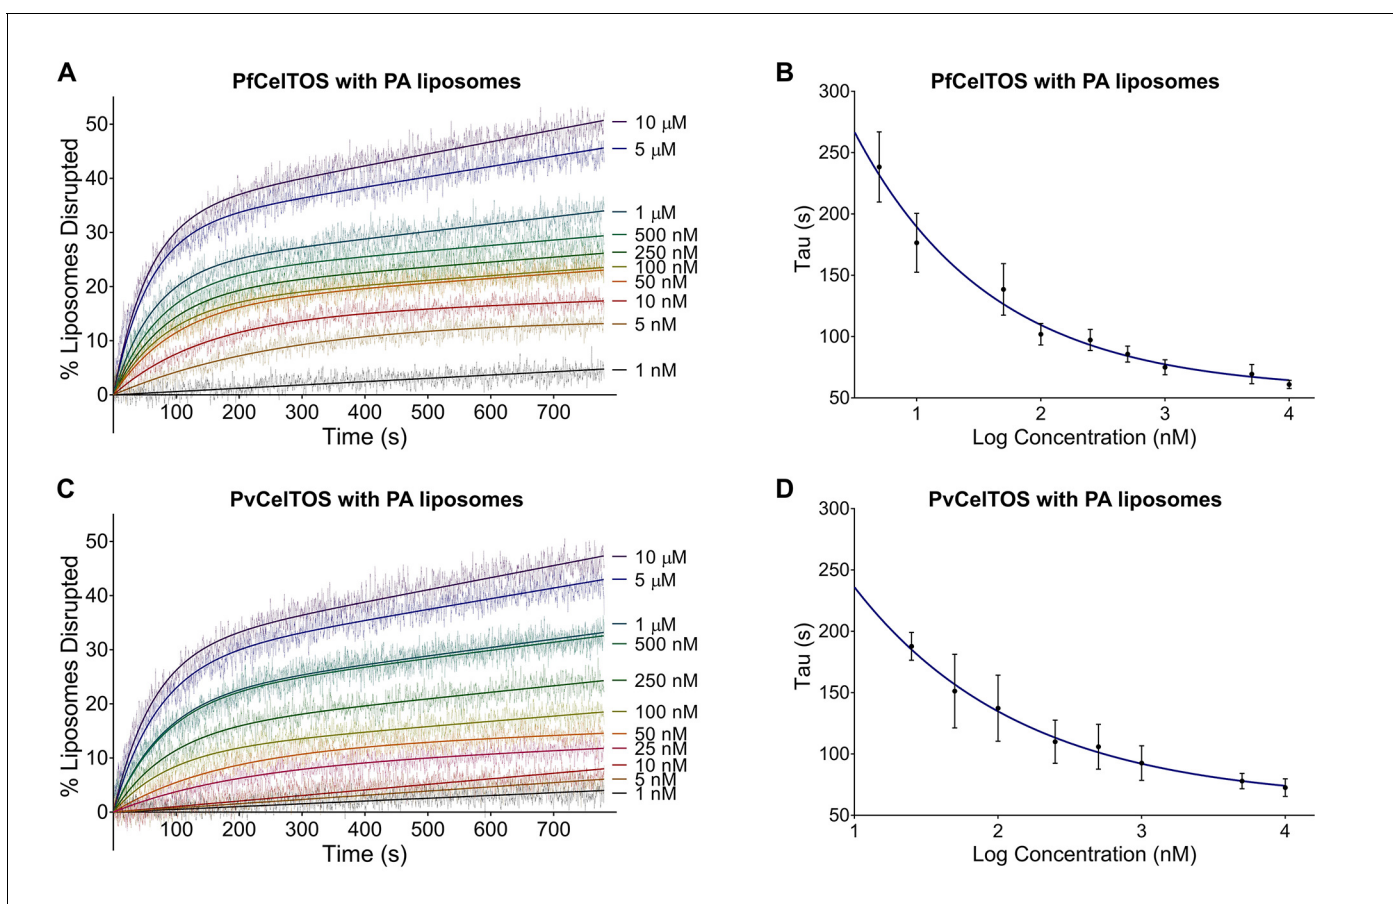 A
PfCelTOS with PA liposomes
% Liposomes Disrupted
50
40
30
20
10
0
100 200 300 400 500 600 700
Time (s)
10 μM
5 μM
1 μM
500 nM
250 nM
100 nM
50 nM
10 nM
5 nM
1 nM
B
PfCelTOS with PA liposomes
Tau (s)
300
250
200
150
100
50
1 2 3 4
Log Concentration (nM)
C
PvCelTOS with PA liposomes
% Liposomes Disrupted
50
40
30
20
10
0
100 200 300 400 500 600 700
Time (s)
10 μM
5 μM
1 μM
500 nM
250 nM
100 nM
50 nM
25 nM
10 nM
5 nM
1 nM
D
PvCelTOS with PA liposomes
Tau (s)
300
250
200
150
100
50
1 2 3 4
Log Concentration (nM)